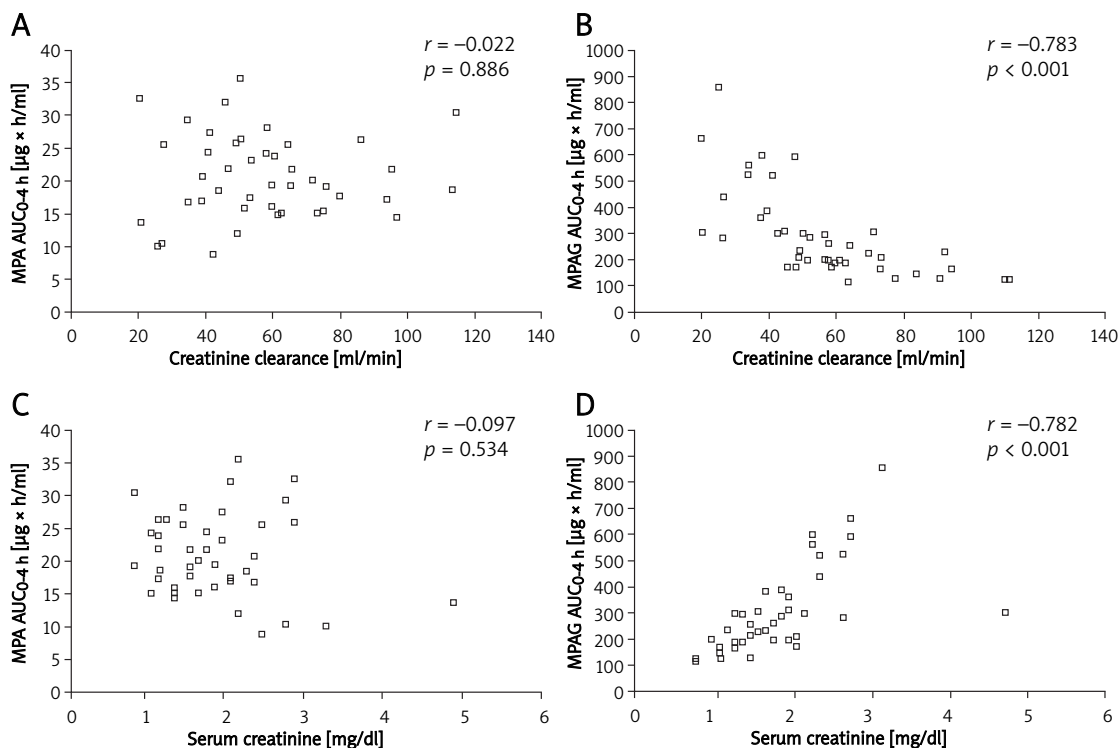 A
r = −0.022
p = 0.886
MPA AUC0-4 h [µg × h/ml]
40
35
30
25
20
15
10
5
0
0 20 40 60 80 100 120 140
Creatinine clearance [ml/min]
B
r = −0.783
p < 0.001
MPAG AUC0-4 h [µg × h/ml]
1000
900
800
700
600
500
400
300
200
100
0
0 20 40 60 80 100 120 140
Creatinine clearance [ml/min]
C
r = −0.097
p = 0.534
MPA AUC0-4 h [µg × h/ml]
40
35
30
25
20
15
10
5
0
0 1 2 3 4 5 6
Serum creatinine [mg/dl]
D
r = −0.782
p < 0.001
MPAG AUC0-4 h [µg × h/ml]
1000
900
800
700
600
500
400
300
200
100
0
0 1 2 3 4 5 6
Serum creatinine [mg/dl]